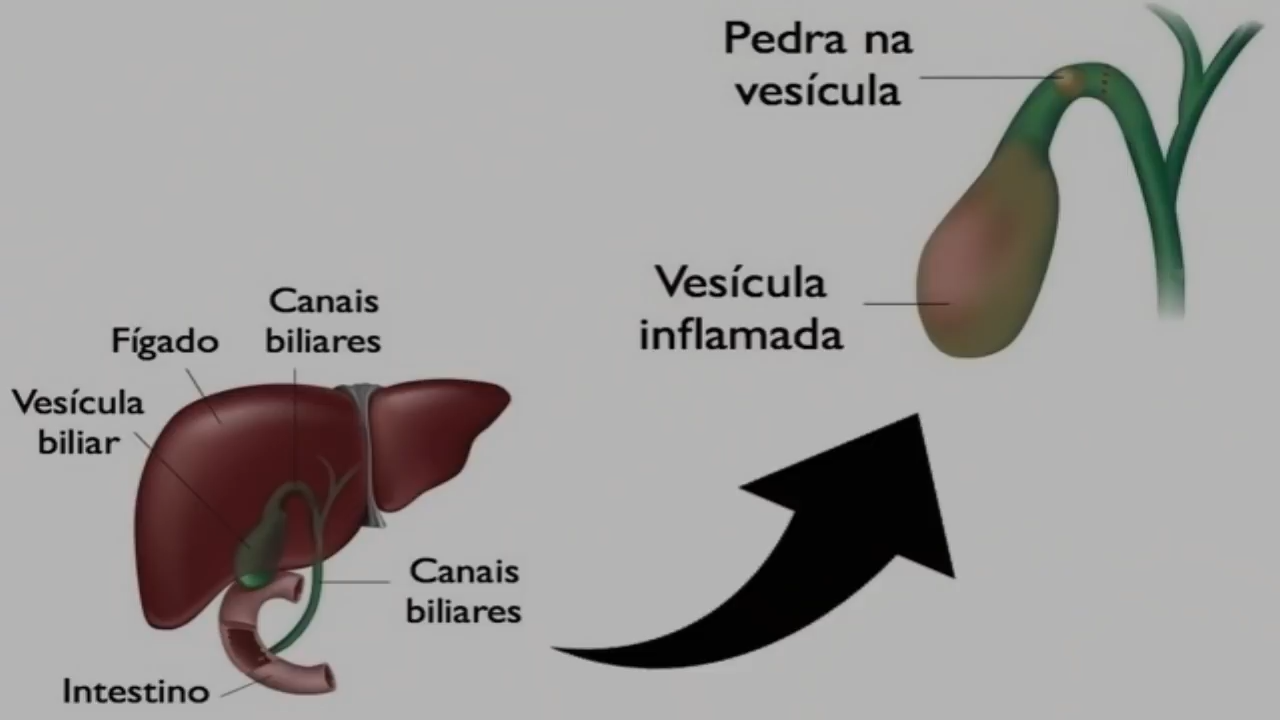 Pedra na
vesícula
Vesícula
inflamada
Canais
biliares
Fígado
Vesícula
biliar
Canais
biliares
Intestino